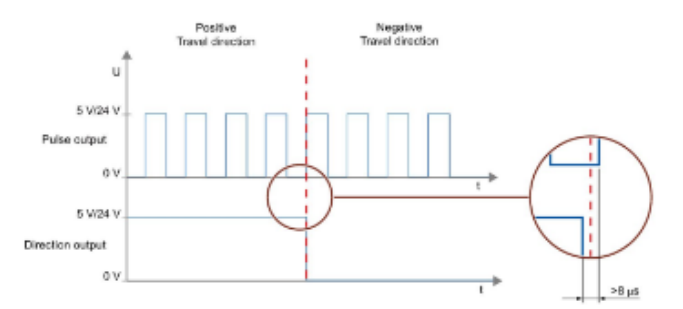 Positive
Travel direction
Negative
Travel direction
U
5 V/24 V
Pulse output
0 V
t
5 V/24 V
Direction output
0 V
t
>8 µs